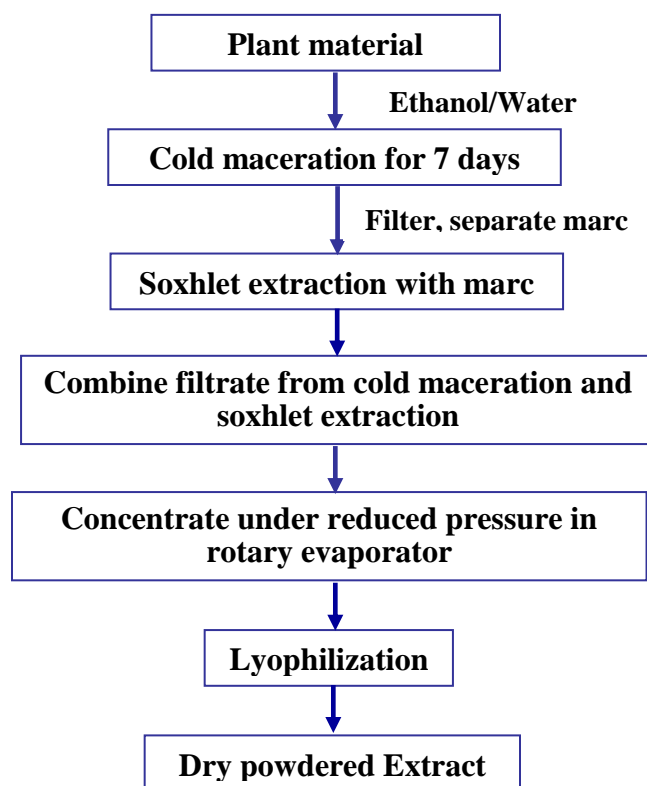 Plant material
Ethanol/Water
Cold maceration for 7 days
Filter, separate marc
Soxhlet extraction with marc
Combine filtrate from cold maceration and
soxhlet extraction
Concentrate under reduced pressure in
rotary evaporator
Lyophilization
Dry powdered Extract